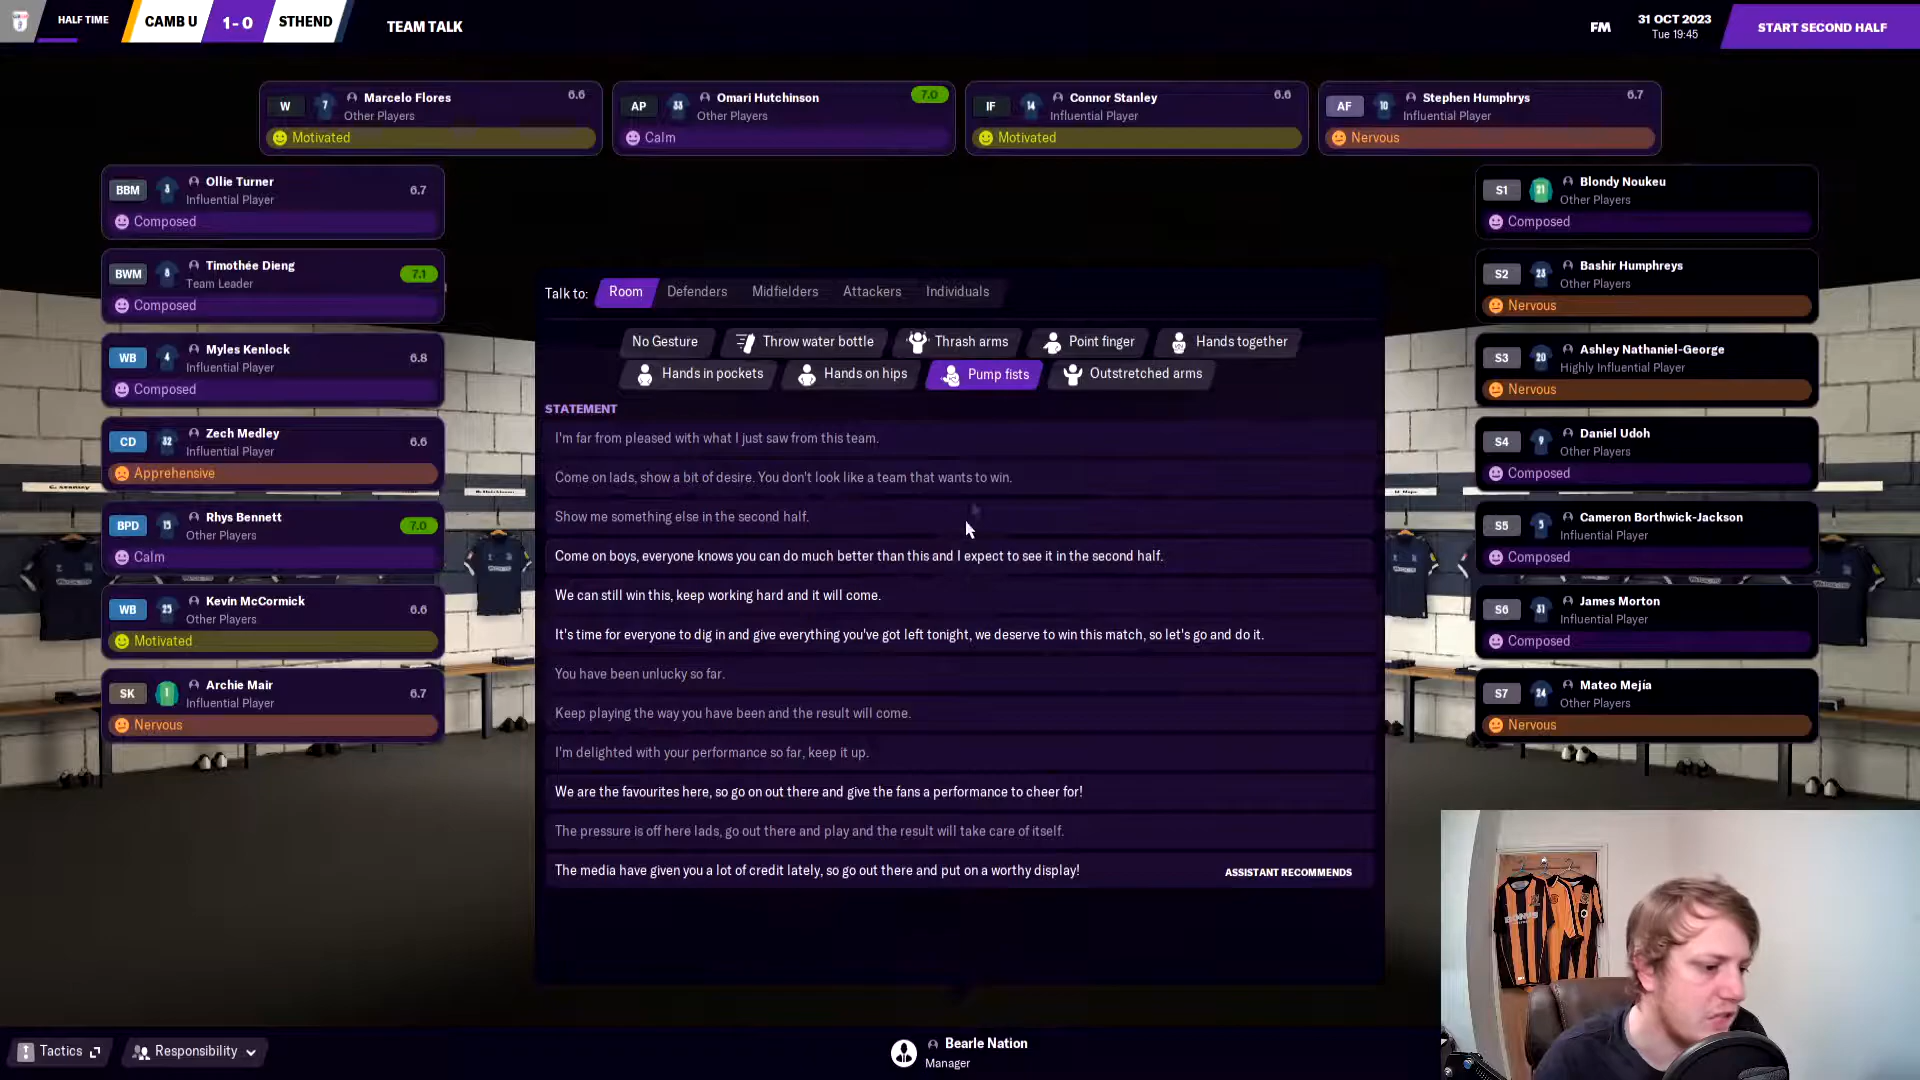 HALF TIME CAMB U 1 - 0 STHEND TEAM TALK FM 31 OCT 2023 START SECOND HALF
Tue 19:45
W 7 Marcelo Flores 6.6
Other Players
Motivated
AP 33 Omari Hutchinson 7.0
Other Players
Calm
IF 14 Connor Stanley 6.6
Influential Player
Motivated
AF 10 Stephen Humphrys 6.7
Influential Player
Nervous
BBM 3 Ollie Turner 6.7
Influential Player
Composed
BWM 8 Timothée Dieng 7.1
Team Leader
Composed
WB 4 Myles Kenlock 6.8
Influential Player
Composed
CD 32 Zech Medley 6.6
Influential Player
Apprehensive
BPD 15 Rhys Bennett 7.0
Other Players
Calm
WB 25 Kevin McCormick 6.6
Other Players
Motivated
SK 1 Archie Mair 6.7
Influential Player
Nervous
Talk to: Room Defenders Midfielders Attackers Individuals
No Gesture Throw water bottle Thrash arms Point finger Hands together
Hands in pockets Hands on hips Pump fists Outstretched arms
STATEMENT
I'm far from pleased with what I just saw from this team.
Come on lads, show a bit of desire. You don't look like a team that wants to win.
Show me something else in the second half.
Come on boys, everyone knows you can do much better than this and I expect to see it in the second half.
We can still win this, keep working hard and it will come.
It's time for everyone to dig in and give everything you've got left tonight, we deserve to win this match, so let's go and do it.
You have been unlucky so far.
Keep playing the way you have been and the result will come.
I'm delighted with your performance so far, keep it up.
We are the favourites here, so go on out there and give the fans a performance to cheer for!
The pressure is off here lads, go out there and play and the result will take care of itself.
The media have given you a lot of credit lately, so go out there and put on a worthy display! ASSISTANT RECOMMENDS
S1 21 Blondy Noukeu
Other Players
Composed
S2 23 Bashir Humphreys
Other Players
Nervous
S3 20 Ashley Nathaniel-George
Highly Influential Player
Nervous
S4 9 Daniel Udoh
Other Players
Composed
S5 5 Cameron Borthwick-Jackson
Influential Player
Composed
S6 31 James Morton
Influential Player
Composed
S7 24 Mateo Mejía
Other Players
Nervous
Tactics Responsibility Bearle Nation
Manager